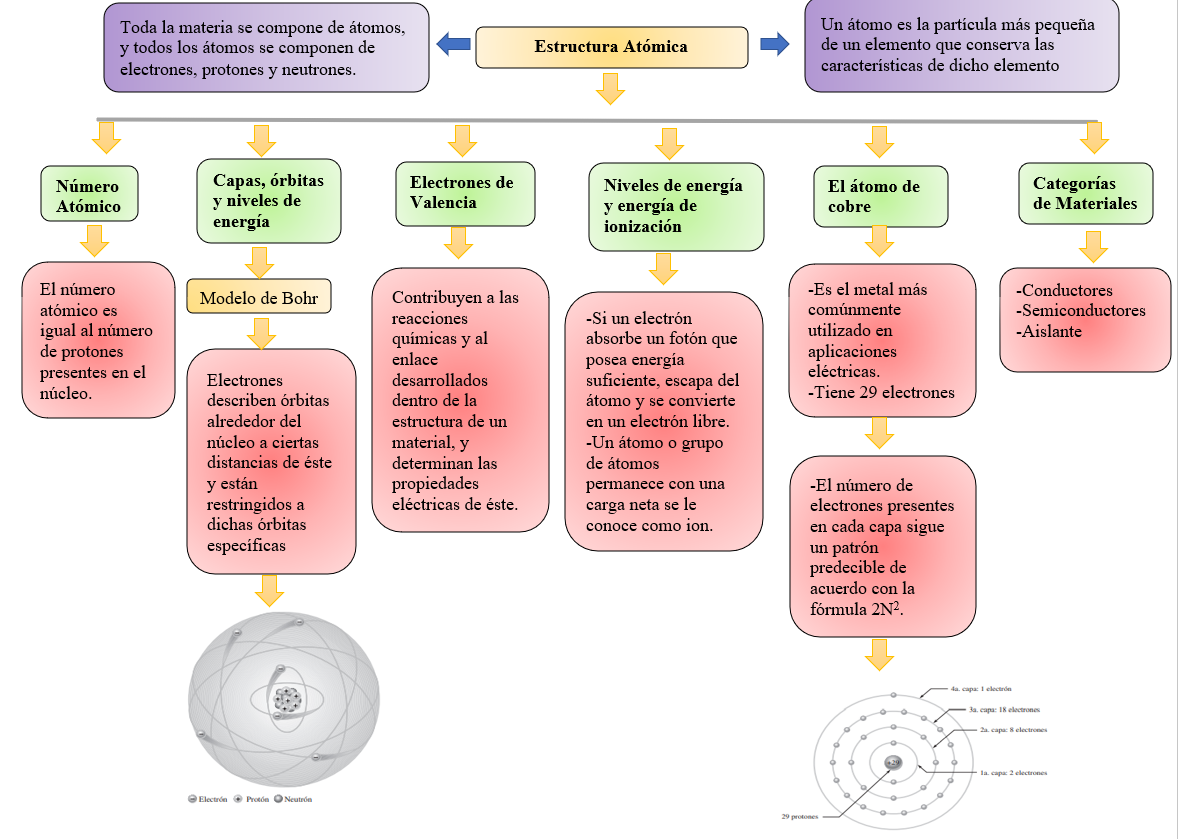 Toda la materia se compone de átomos,
y todos los átomos se componen de
electrones, protones y neutrones.
Estructura Atómica
Un átomo es la partícula más pequeña
de un elemento que conserva las
características de dicho elemento
Número
Atómico
El número
atómico es
igual al número
de protones
presentes en el
núcleo.
Capas, órbitas
y niveles de
energía
Modelo de Bohr
Electrones
describen órbitas
alrededor del
núcleo a ciertas
distancias de éste
y están
restringidos a
dichas órbitas
específicas
Electrón Protón Neutrón
Electrones de
Valencia
Contribuyen a las
reacciones
químicas y al
enlace
desarrollados
dentro de la
estructura de un
material, y
determinan las
propiedades
eléctricas de éste.
Niveles de energía
y energía de
ionización
-Si un electrón
absorbe un fotón que
posea energía
suficiente, escapa del
átomo y se convierte
en un electrón libre.
-Un átomo o grupo
de átomos
permanece con una
carga neta se le
conoce como ion.
El átomo de
cobre
-Es el metal más
comúnmente
utilizado en
aplicaciones
eléctricas.
-Tiene 29 electrones
-El número de
electrones presentes
en cada capa sigue
un patrón
predecible de
acuerdo con la
fórmula 2N².
4a. capa: 1 electrón
3a. capa: 18 electrones
2a. capa: 8 electrones
+29
1a. capa: 2 electrones
29 protones
Categorías
de Materiales
-Conductores
-Semiconductores
-Aislante